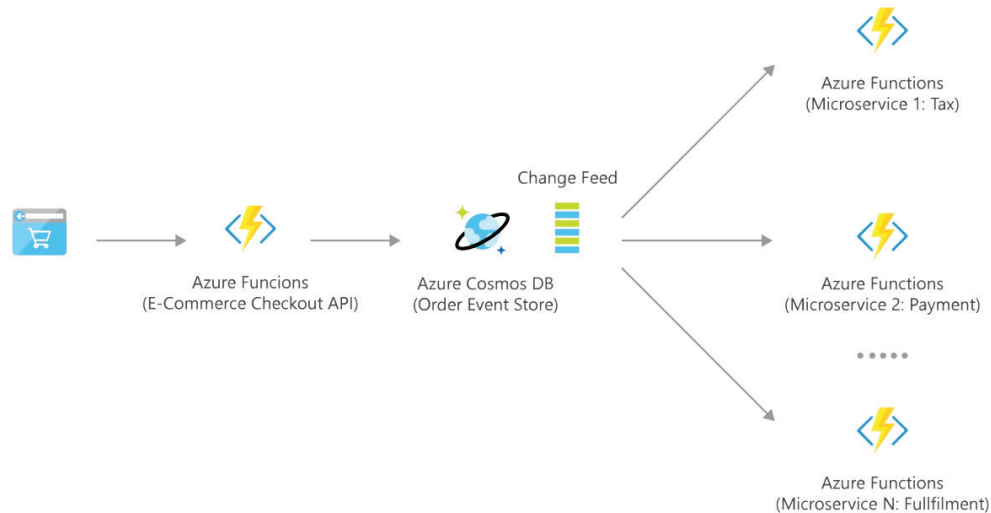 Azure Functions
(Microservice 1: Tax)
Change Feed
Azure Funcions
(E-Commerce Checkout API)
Azure Cosmos DB
(Order Event Store)
Azure Functions
(Microservice 2: Payment)
Azure Functions
(Microservice N: Fullfilment)